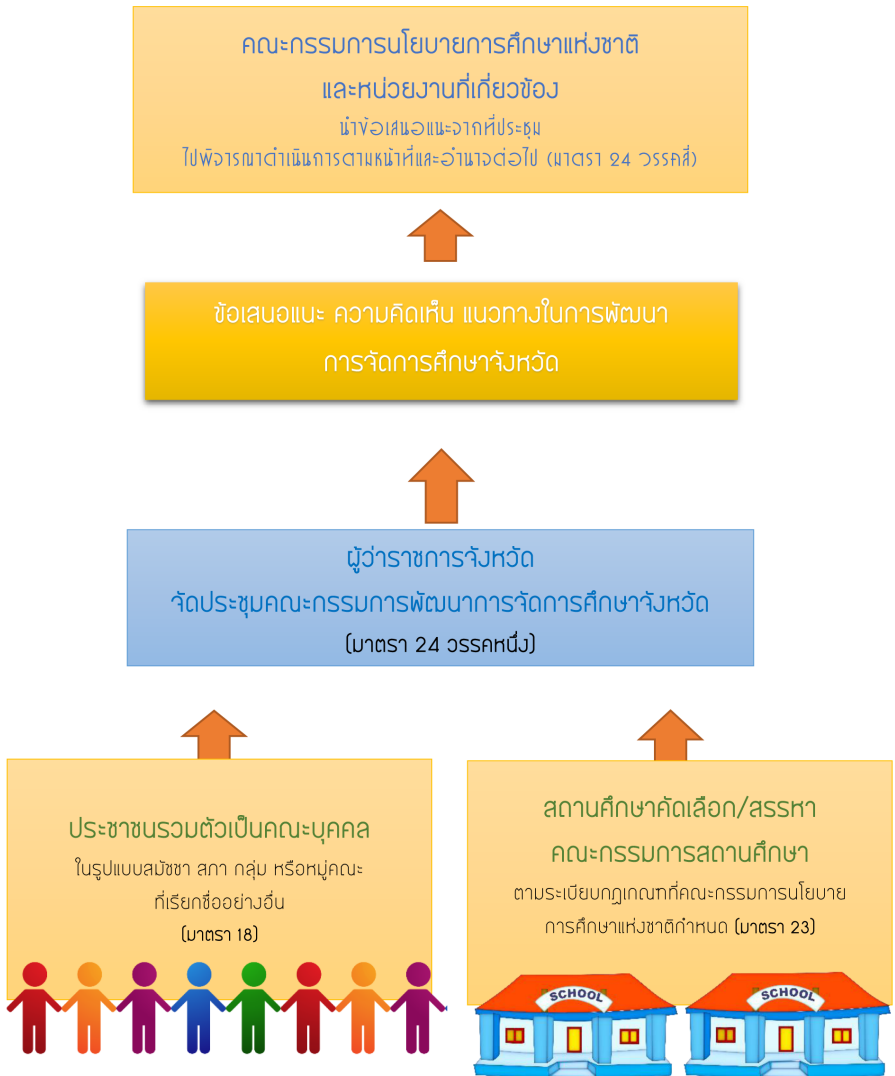 คณะกรรมการนโยบายการศึกษาแห่งชาติ
และหน่วยงานที่เกี่ยวข้อง
นำข้อเสนอแนะจากที่ประชุม
ไปพิจารณาดำเนินการตามหน้าที่และอำนาจต่อไป (มาตรา 24 วรรคสี่)
ข้อเสนอแนะ ความคิดเห็น แนวทางในการพัฒนา
การจัดการศึกษาจังหวัด
ผู้ว่าราชการจังหวัด
จัดประชุมคณะกรรมการพัฒนาการจัดการศึกษาจังหวัด
(มาตรา 24 วรรคหนึ่ง)
ประชาชนรวมตัวเป็นคณะบุคคล
ในรูปแบบสมัชชา สภา กลุ่ม หรือหมู่คณะ
ที่เรียกชื่ออย่างอื่น
(มาตรา 18)
สถานศึกษาคัดเลือก/สรรหา
คณะกรรมการสถานศึกษา
ตามระเบียบกฎเกณฑ์ที่คณะกรรมการนโยบาย
การศึกษาแห่งชาติกำหนด (มาตรา 23)
SCHOOL
SCHOOL